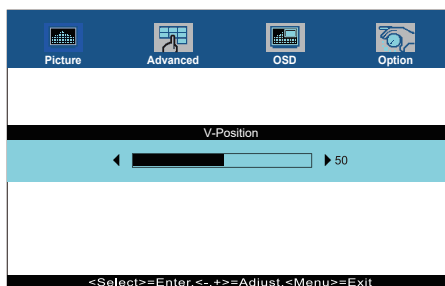 Picture Advanced OSD Option
V-Position
50
<Select>=Enter,<-,+>=Adjust,<Menu>=Exit